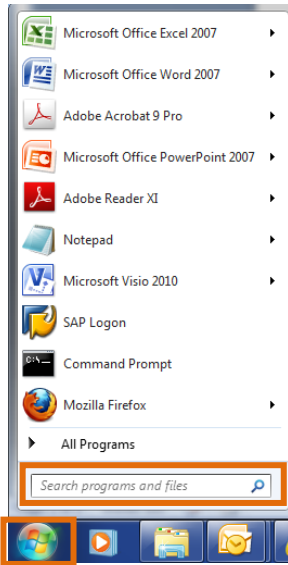 Microsoft Office Excel 2007
Microsoft Office Word 2007
Adobe Acrobat 9 Pro
Microsoft Office PowerPoint 2007
Adobe Reader XI
Notepad
Microsoft Visio 2010
SAP Logon
C:\
Command Prompt
Mozilla Firefox
All Programs
Search programs and files